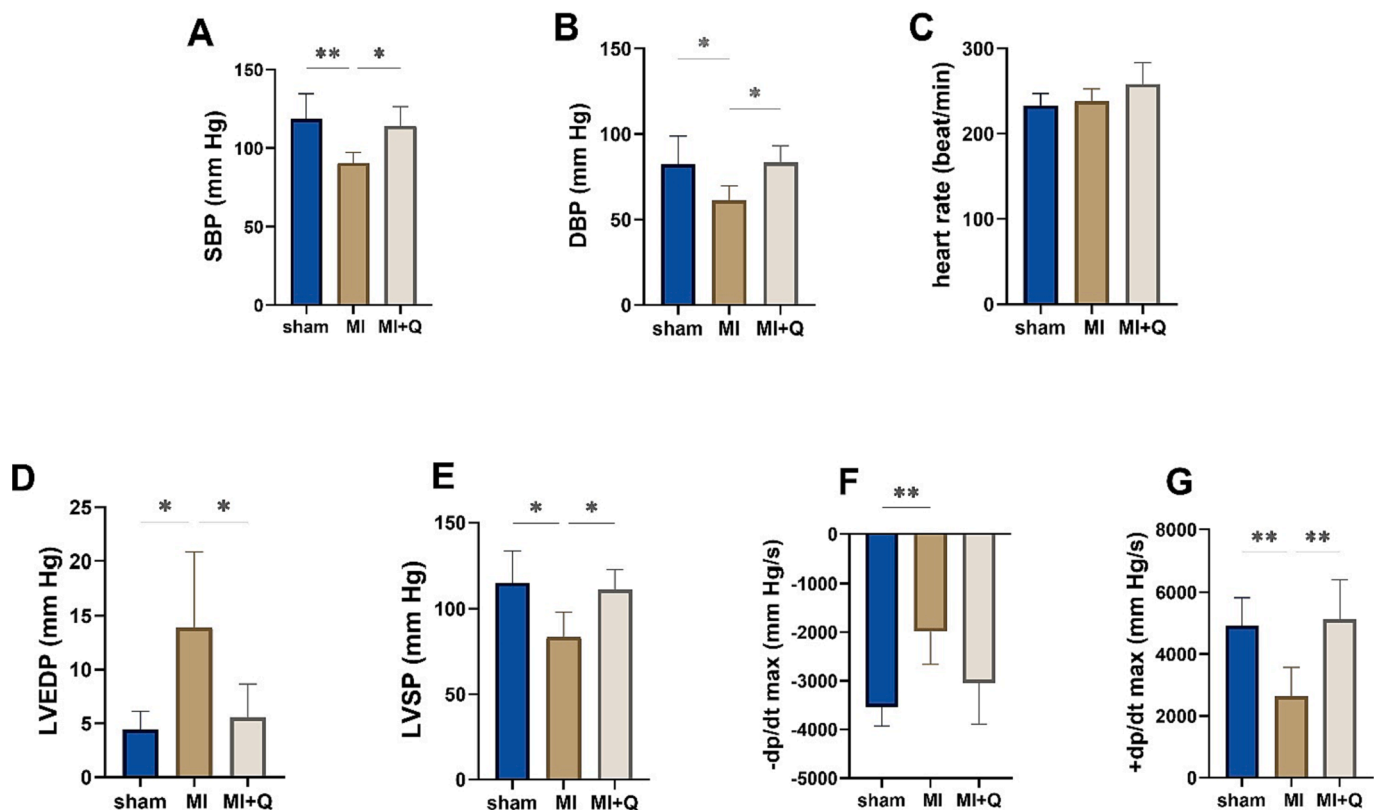 A
** *
SBP (mm Hg)
150
100
50
0
sham MI MI+Q
B
*
*
DBP (mm Hg)
150
100
50
0
sham MI MI+Q
C
heart rate (beat/min)
300
200
100
0
sham MI MI+Q
D
* *
LVEDP (mm Hg)
25
20
15
10
5
0
sham MI MI+Q
E
* *
LVSP (mm Hg)
150
100
50
0
sham MI MI+Q
F
**
-dp/dt max (mm Hg/s)
0
-1000
-2000
-3000
-4000
-5000
sham MI MI+Q
G
** **
+dp/dt max (mm Hg/s)
8000
6000
4000
2000
0
sham MI MI+Q